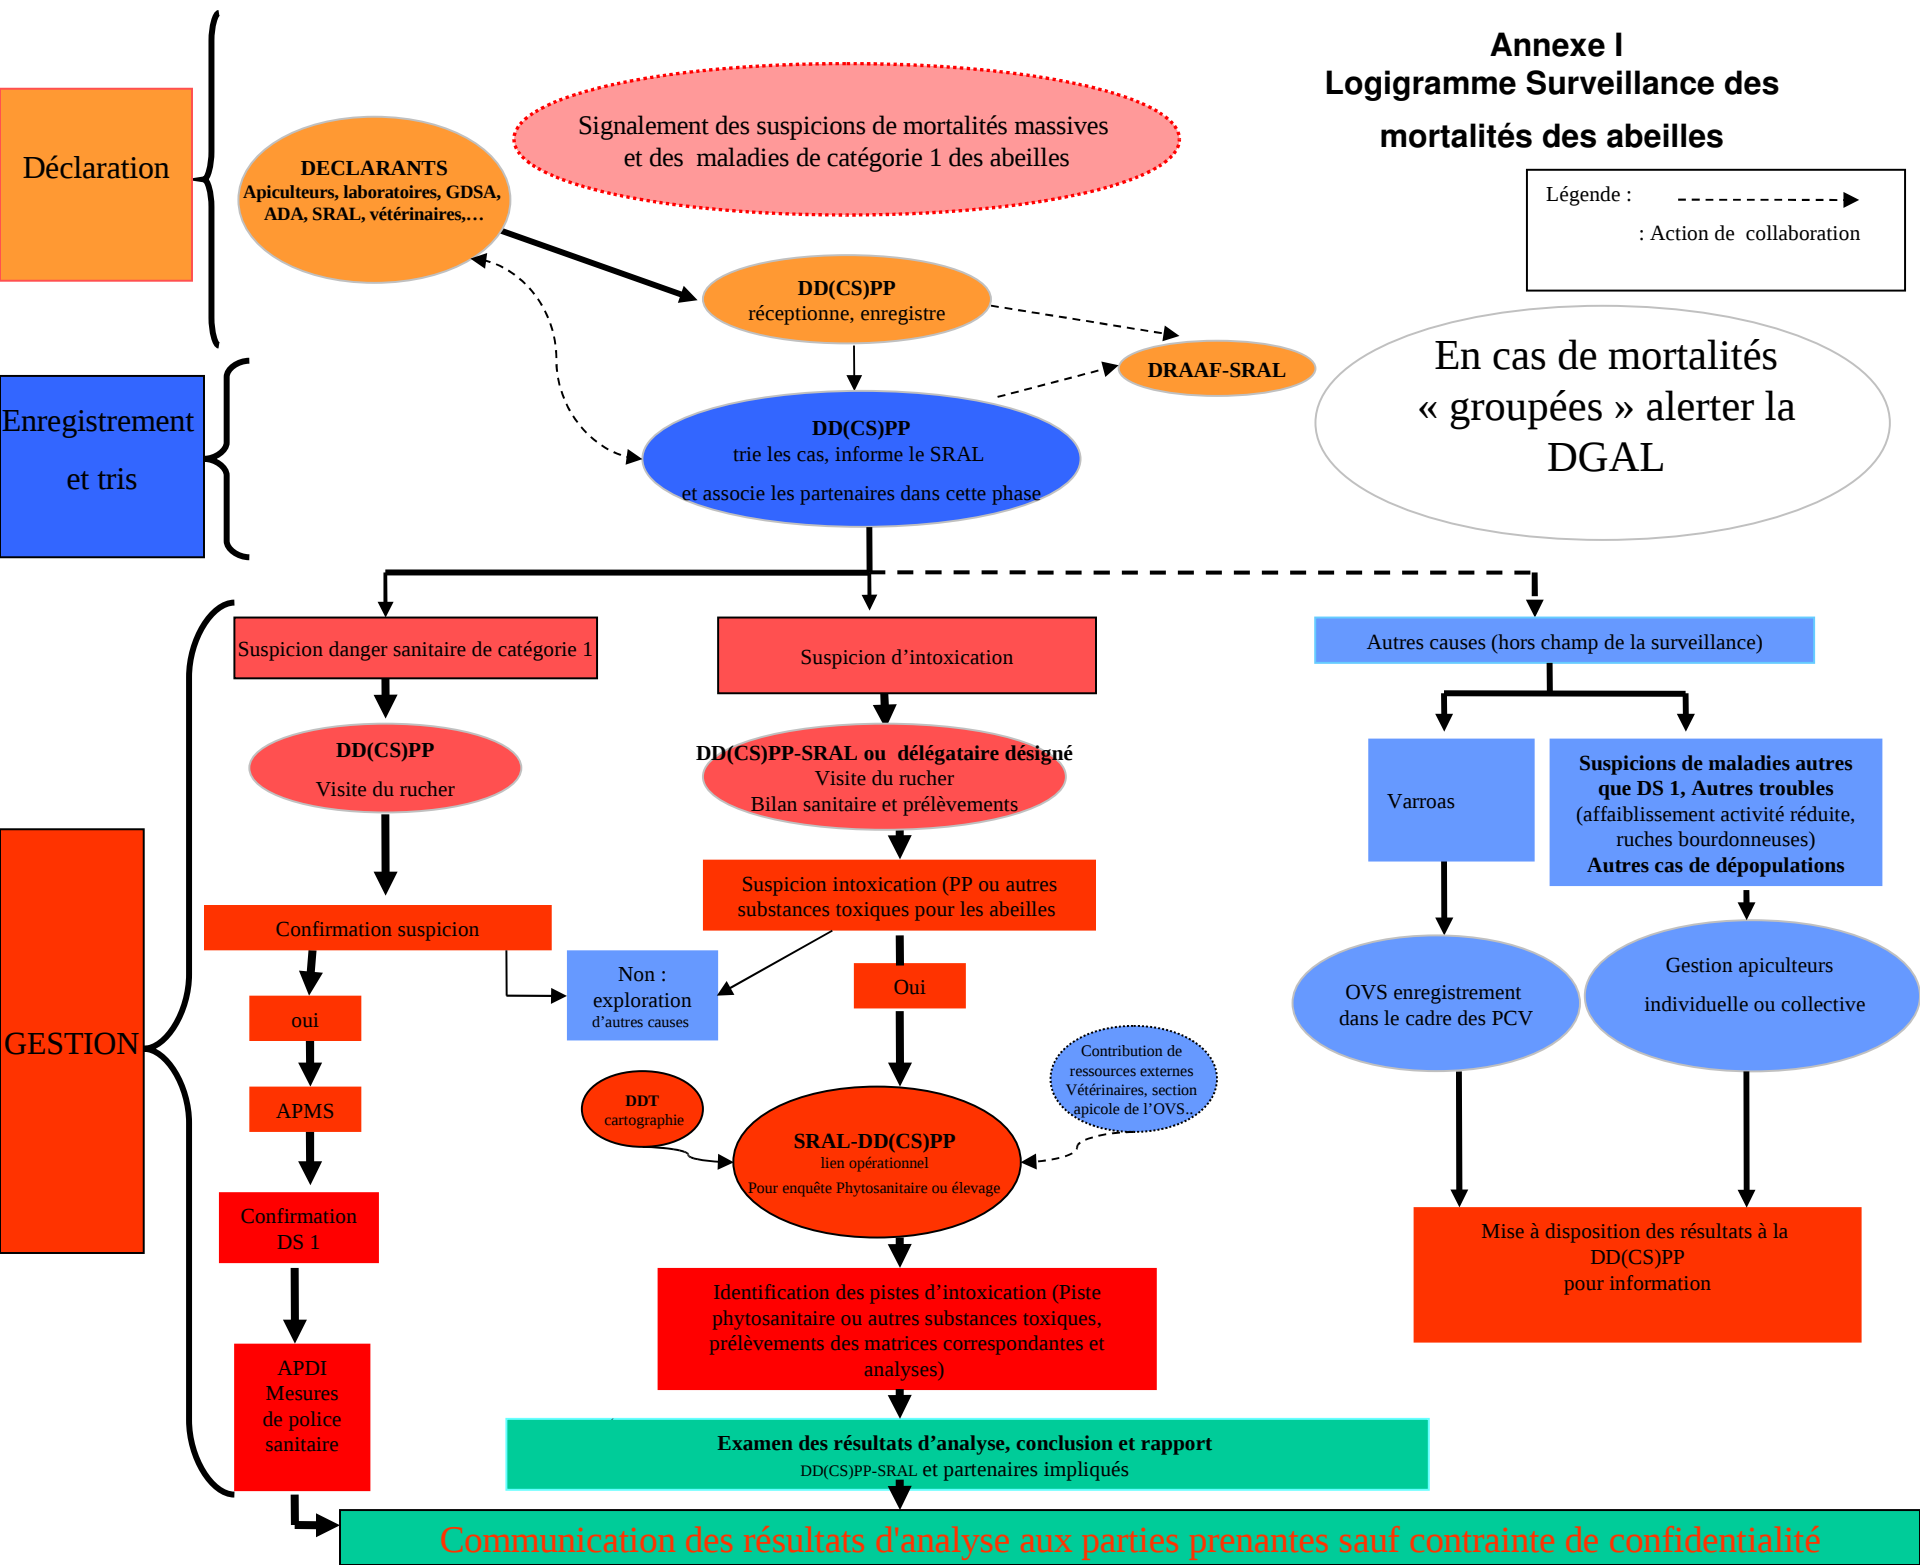 Annexe I
Logigramme Surveillance des
mortalités des abeilles
Légende :
: Action de  collaboration
Déclaration
DECLARANTS
Apiculteurs, laboratoires, GDSA,
ADA, SRAL, vétérinaires,…
Signalement des suspicions de mortalités massives
et des  maladies de catégorie 1 des abeilles
DD(CS)PP
réceptionne, enregistre
DRAAF-SRAL
En cas de mortalités
« groupées » alerter la
DGAL
Enregistrement
et tris
DD(CS)PP
trie les cas, informe le SRAL
et associe les partenaires dans cette phase
GESTION
Suspicion danger sanitaire de catégorie 1
DD(CS)PP
Visite du rucher
Confirmation suspicion
oui
APMS
Confirmation
DS 1
APDI
Mesures
de police
sanitaire
Non :
exploration
d’autres causes
Suspicion d’intoxication
DD(CS)PP-SRAL ou  délégataire désigné
Visite du rucher
Bilan sanitaire et prélèvements
Suspicion intoxication (PP ou autres
substances toxiques pour les abeilles
Oui
DDT
cartographie
Contribution de
ressources externes
Vétérinaires, section
apicole de l’OVS..
SRAL-DD(CS)PP
lien opérationnel
Pour enquête Phytosanitaire ou élevage
Identification des pistes d’intoxication (Piste
phytosanitaire ou autres substances toxiques,
prélèvements des matrices correspondantes et
analyses)
Autres causes (hors champ de la surveillance)
Varroas
Suspicions de maladies autres
que DS 1, Autres troubles
(affaiblissement activité réduite,
ruches bourdonneuses)
Autres cas de dépopulations
OVS enregistrement
dans le cadre des PCV
Gestion apiculteurs
individuelle ou collective
Mise à disposition des résultats à la
DD(CS)PP
pour information
Examen des résultats d’analyse, conclusion et rapport
DD(CS)PP-SRAL et partenaires impliqués
Communication des résultats d'analyse aux parties prenantes sauf contrainte de confidentialité